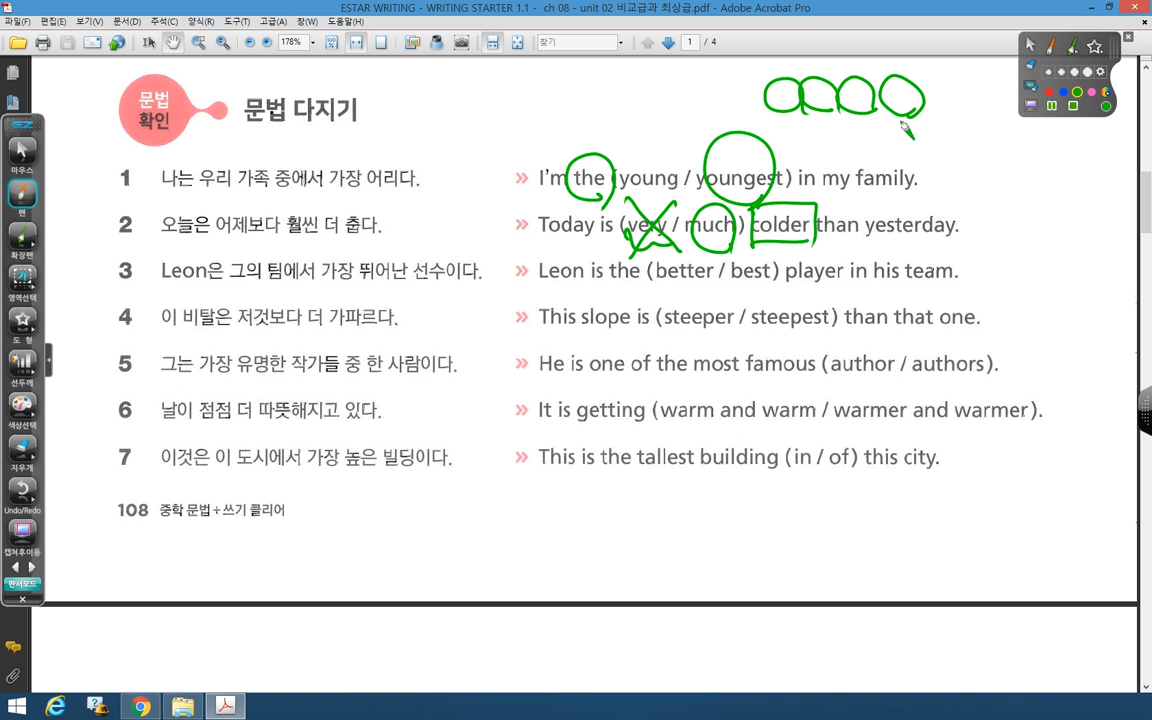 ESTAR WRITING - WRITING STARTER 1.1 - ch 08 - unit 02 비교급과 최상급.pdf - Adobe Acrobat Pro
파일(F) 편집(E) 보기(V) 문서(D) 주석(C) 양식(R) 도구(T) 고급(A) 창(W) 도움말(H)
178% 찾기 1 / 4
문법
확인
문법 다지기
1 나는 우리 가족 중에서 가장 어리다. » I'm the (young / youngest) in my family.
2 오늘은 어제보다 훨씬 더 춥다. » Today is (very / much) colder than yesterday.
3 Leon은 그의 팀에서 가장 뛰어난 선수이다. » Leon is the (better / best) player in his team.
4 이 비탈은 저것보다 더 가파르다. » This slope is (steeper / steepest) than that one.
5 그는 가장 유명한 작가들 중 한 사람이다. » He is one of the most famous (author / authors).
6 날이 점점 더 따뜻해지고 있다. » It is getting (warm and warm / warmer and warmer).
7 이것은 이 도시에서 가장 높은 빌딩이다. » This is the tallest building (in / of) this city.
108 중학 문법+쓰기 클리어
EZ
마우스
펜
확장펜
영역선택
도 형
선두께
색상선택
지우개
Undo/Redo
캡쳐후이동
판서모드